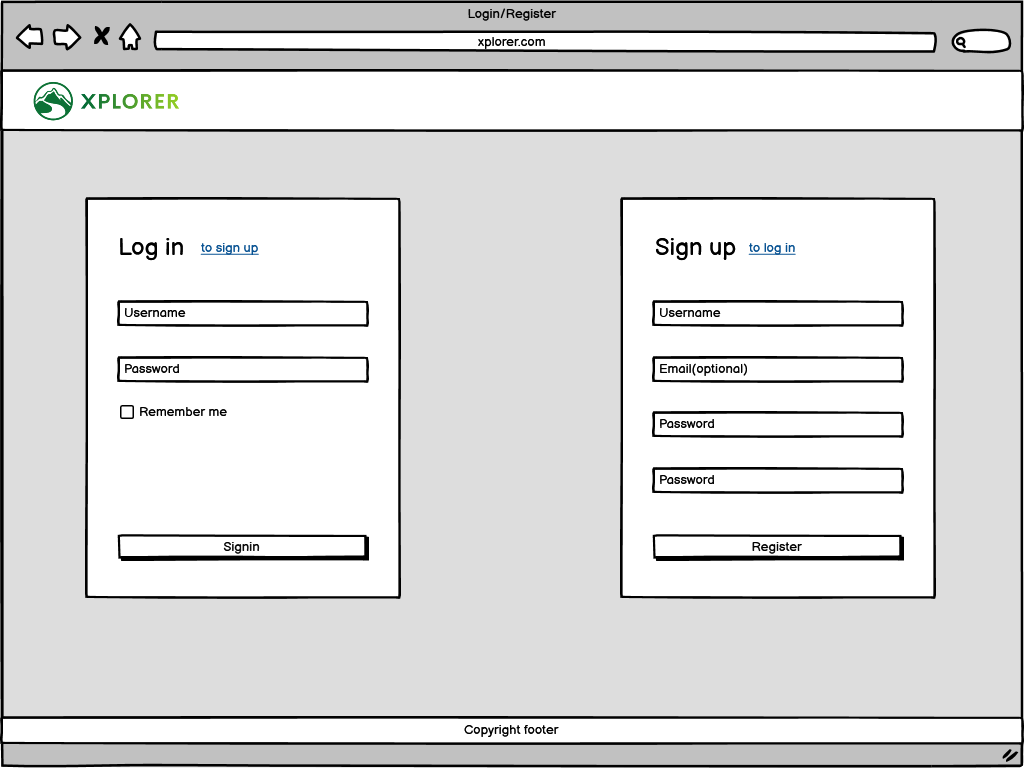 Login/Register
xplorer.com
XPLORER
Log in to sign up
Username
Password
Remember me
Signin
Sign up to log in
Username
Email(optional)
Password
Password
Register
Copyright footer